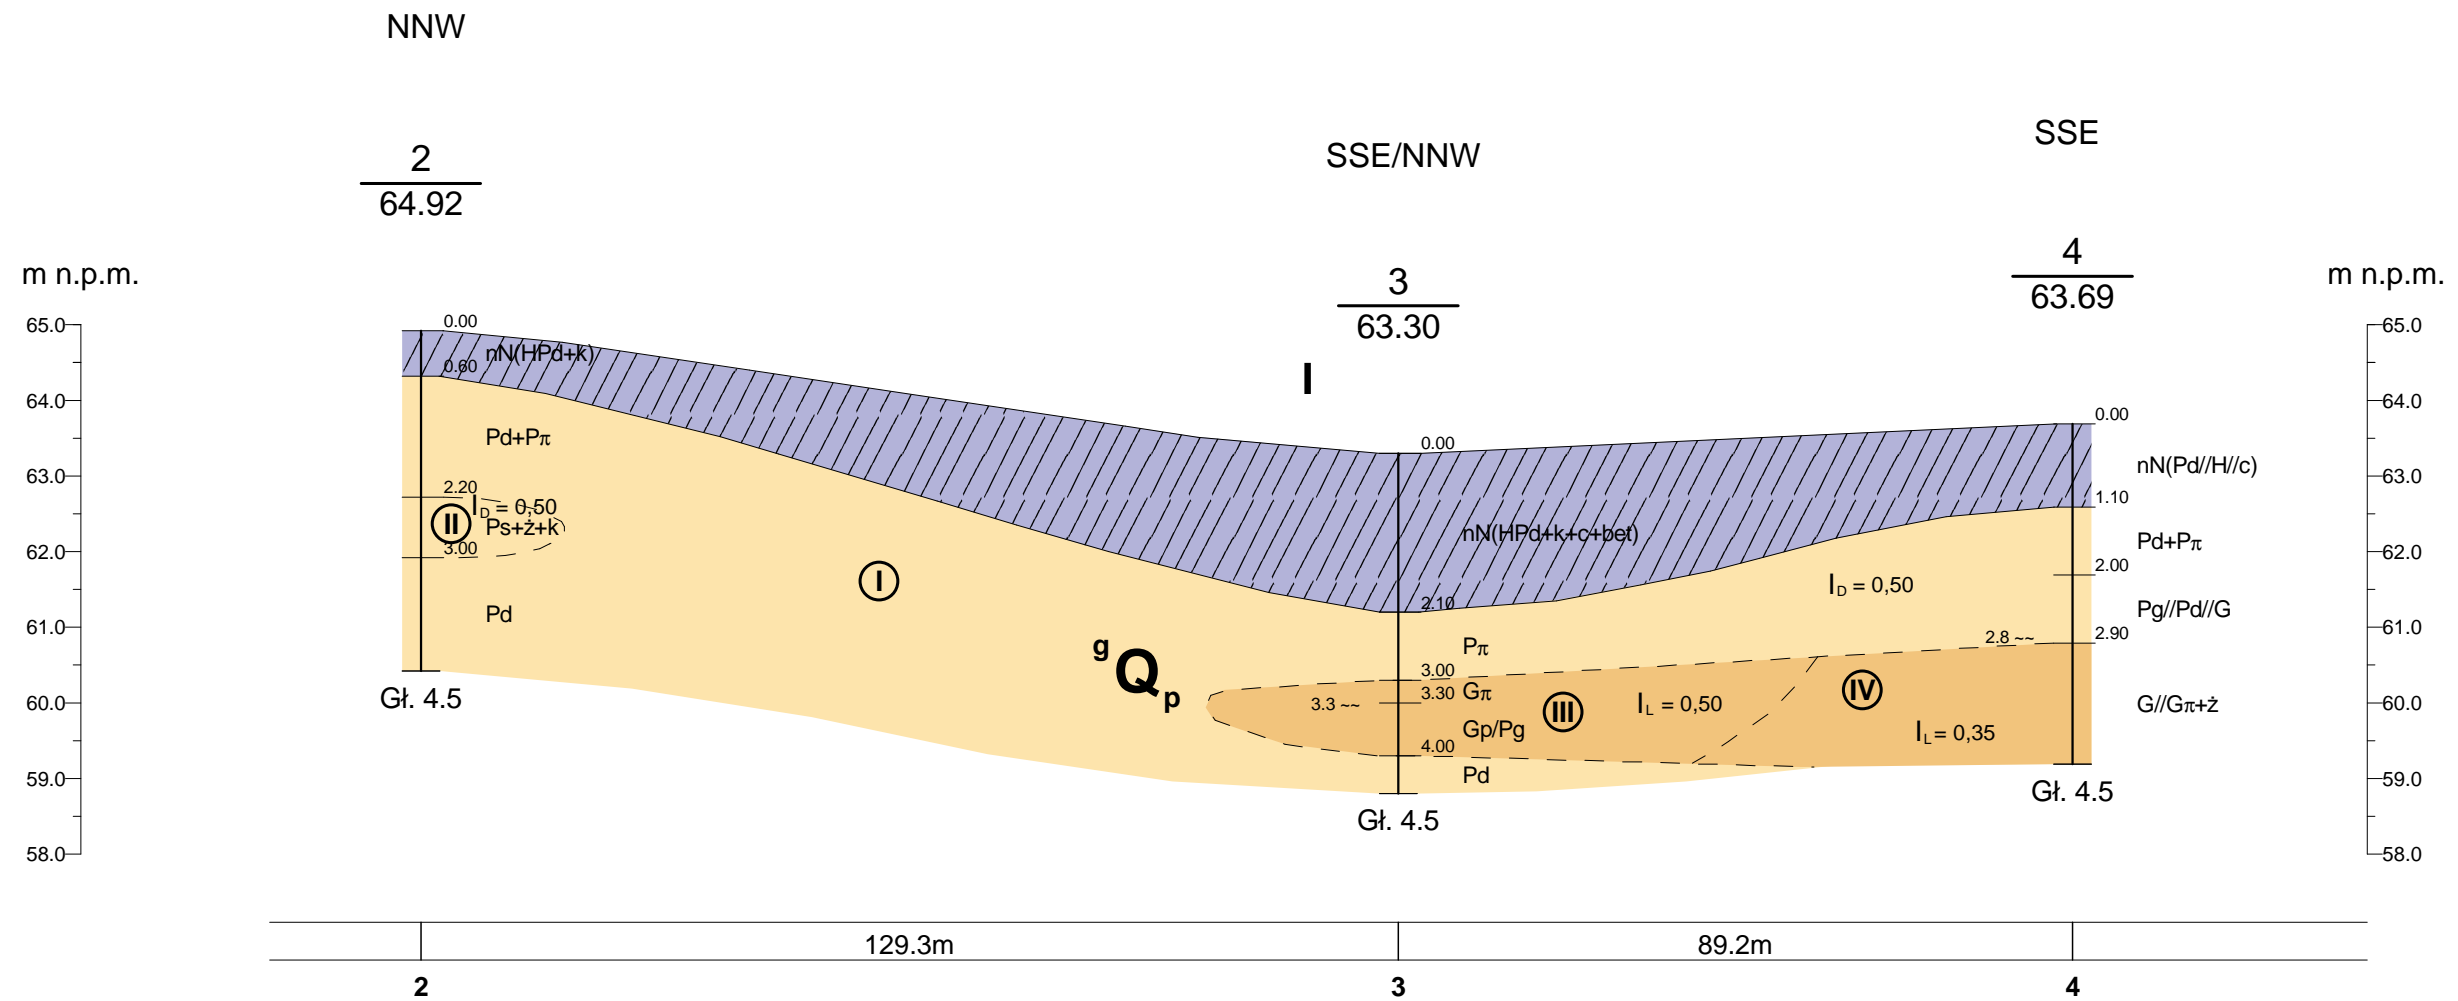 NNW
SSE/NNW
SSE
2
64.92
3
63.30
4
63.69
m n.p.m.
m n.p.m.
65.0
64.0
63.0
62.0
61.0
60.0
59.0
58.0
0.00
nN(HPd+k)
0.60
Pd+Pπ
2.20
I_D = 0,50
II
Ps+ż+k
3.00
Pd
Gł. 4.5
I
I
g Q p
0.00
nN(HPd+k+c+bet)
2.10
Pπ
3.00
3.30 Gπ
3.3 ~~
Gp/Pg
4.00
Pd
Gł. 4.5
III
I_L = 0,50
IV
I_L = 0,35
I_D = 0,50
2.8 ~~
0.00
nN(Pd//H//c)
1.10
Pd+Pπ
2.00
Pg//Pd//G
2.90
G//Gπ+ż
Gł. 4.5
65.0
64.0
63.0
62.0
61.0
60.0
59.0
58.0
129.3m
89.2m
2
3
4